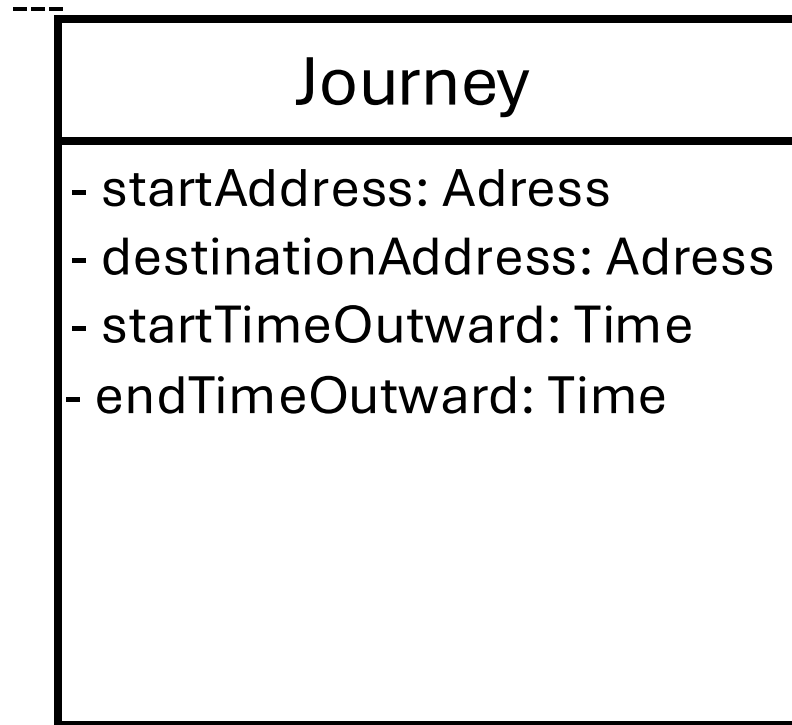 ---
Journey
- startAddress: Adress
- destinationAddress: Adress
- startTimeOutward: Time
- endTimeOutward: Time